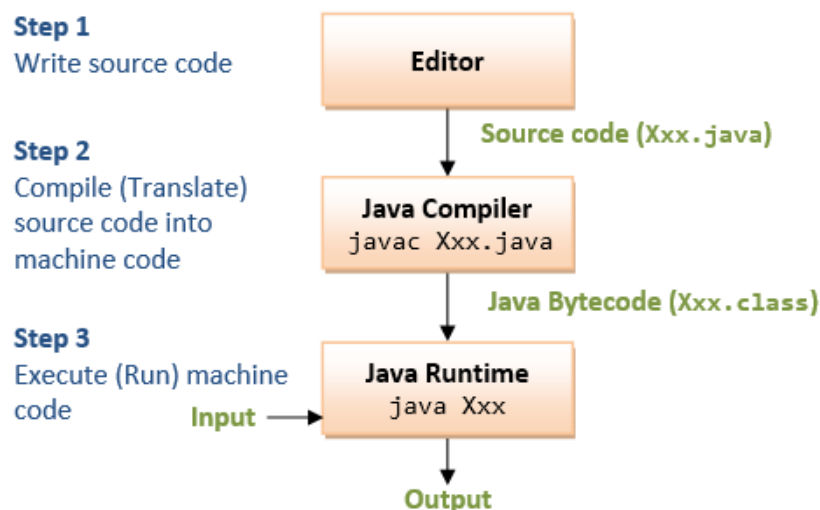 Step 1
Write source code
Editor
Source code (Xxx.java)
Step 2
Compile (Translate)
source code into
machine code
Java Compiler
javac Xxx.java
Java Bytecode (Xxx.class)
Step 3
Execute (Run) machine
code
Java Runtime
java Xxx
Input
Output